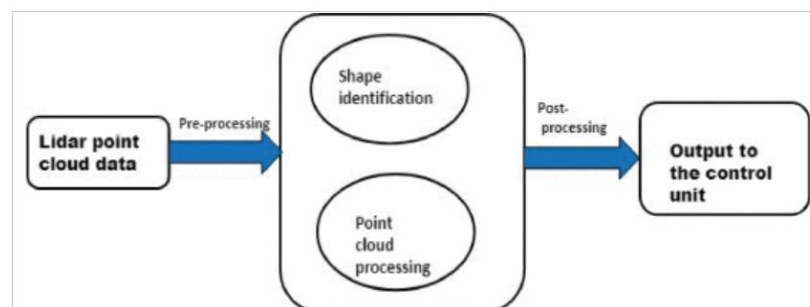 Lidar point
cloud data
Pre-processing
Shape
identification
Point
cloud
processing
Post-
processing
Output to
the control
unit